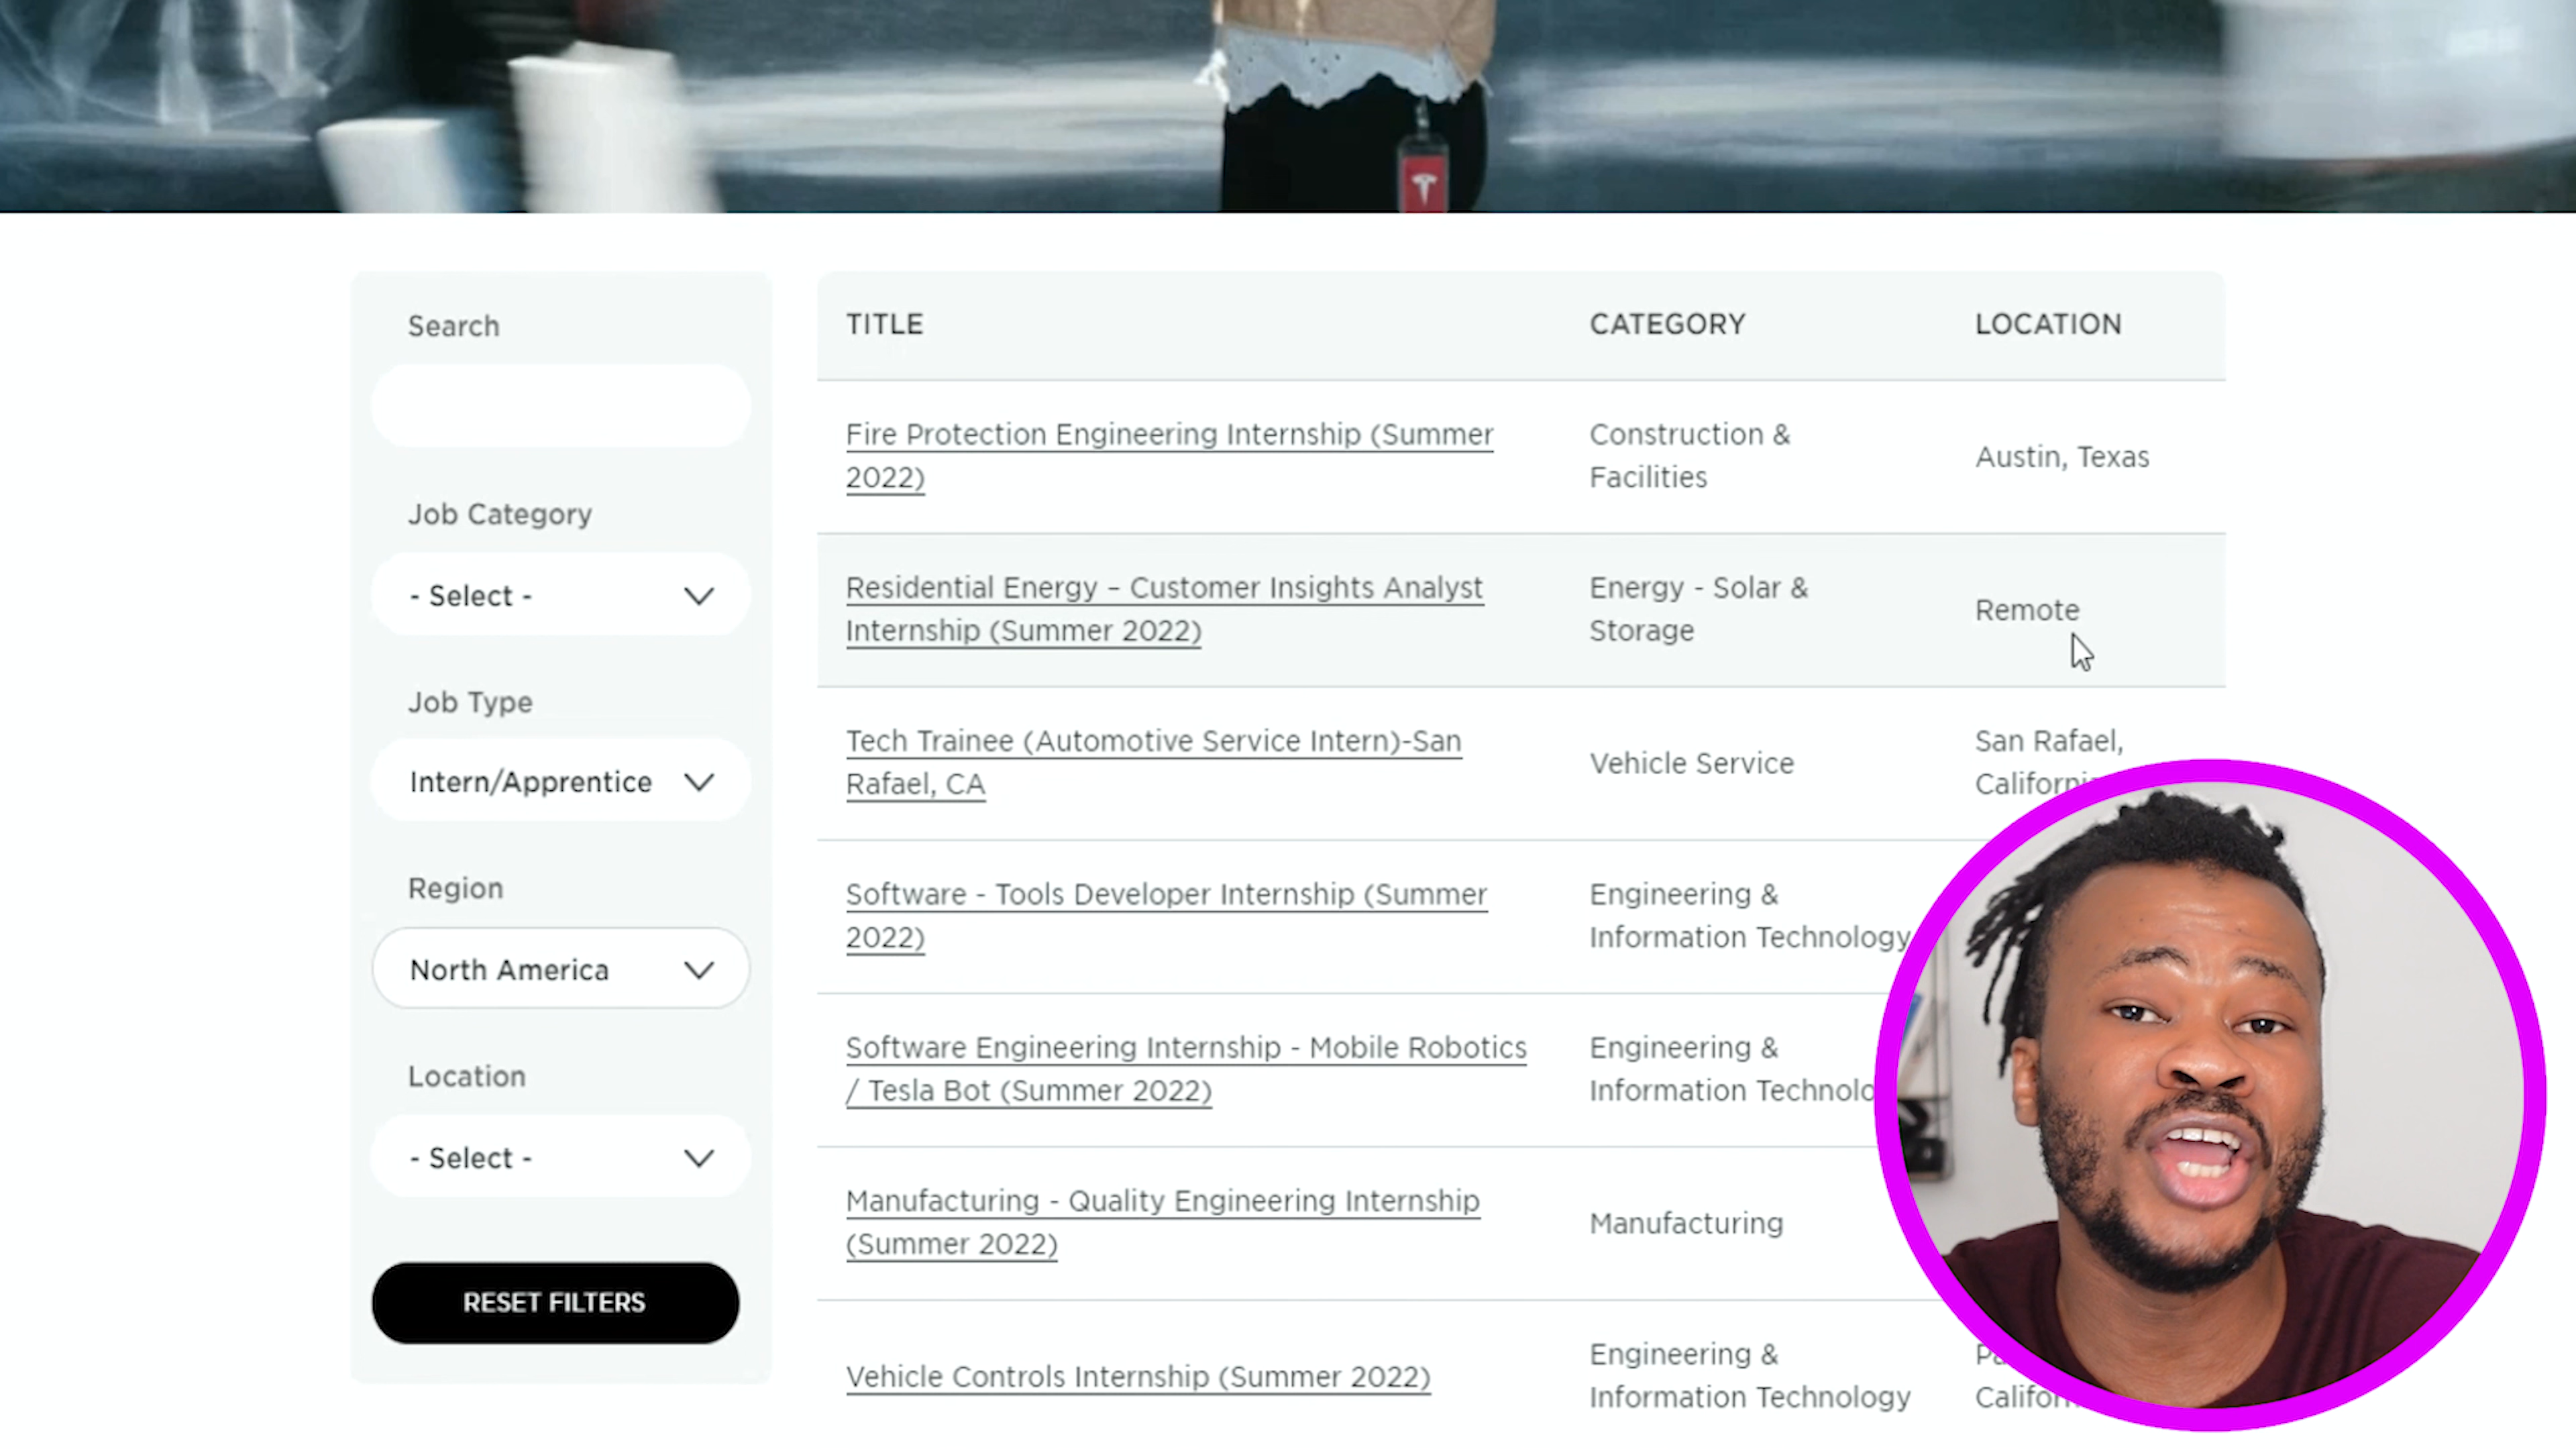 Search
Job Category
- Select -
Job Type
Intern/Apprentice
Region
North America
Location
- Select -
RESET FILTERS
TITLE CATEGORY LOCATION
Fire Protection Engineering Internship (Summer
2022)
Construction &
Facilities
Austin, Texas
Residential Energy – Customer Insights Analyst
Internship (Summer 2022)
Energy - Solar &
Storage
Remote
Tech Trainee (Automotive Service Intern)-San
Rafael, CA
Vehicle Service
San Rafael,
California
Software - Tools Developer Internship (Summer
2022)
Engineering &
Information Technology
Software Engineering Internship - Mobile Robotics
/ Tesla Bot (Summer 2022)
Engineering &
Information Technolo
Manufacturing - Quality Engineering Internship
(Summer 2022)
Manufacturing
Vehicle Controls Internship (Summer 2022)
Engineering &
Information Technology
Califor